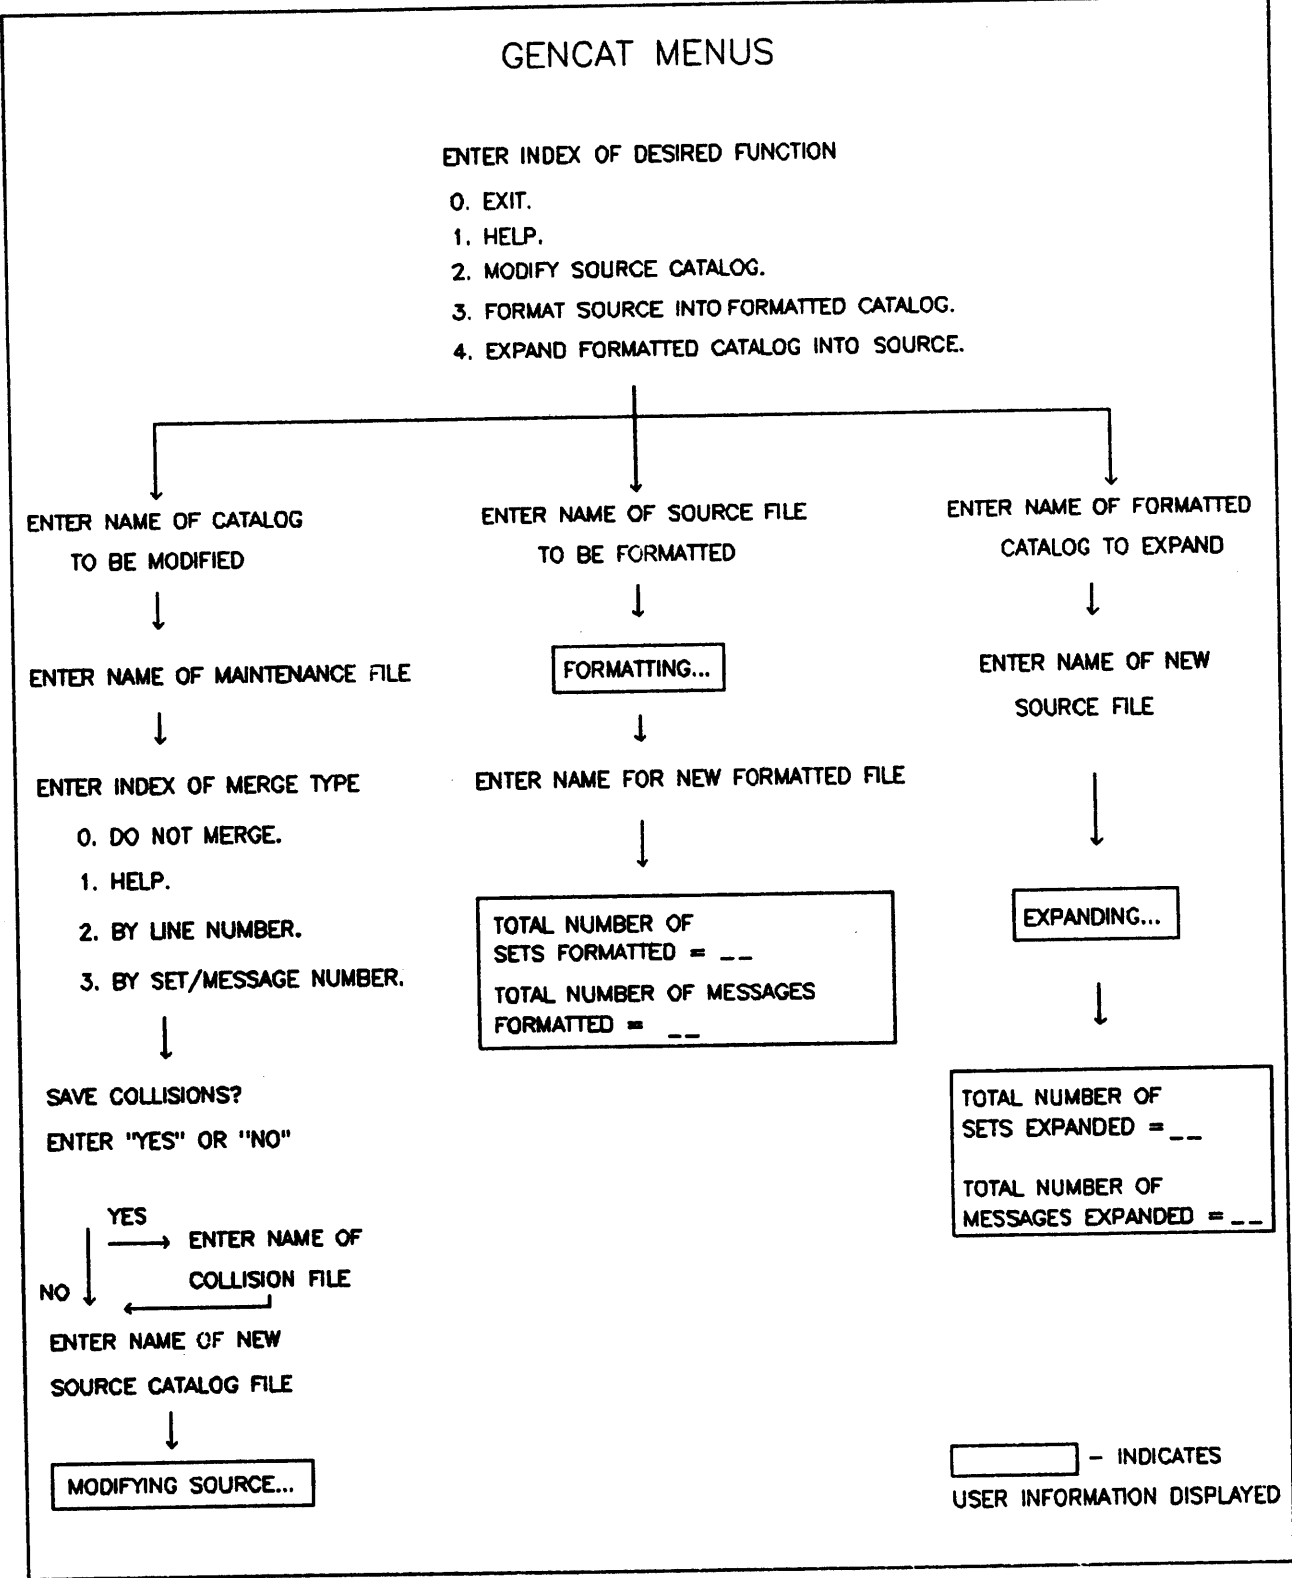 GENCAT MENUS
ENTER INDEX OF DESIRED FUNCTION
0. EXIT.
1. HELP.
2. MODIFY SOURCE CATALOG.
3. FORMAT SOURCE INTO FORMATTED CATALOG.
4. EXPAND FORMATTED CATALOG INTO SOURCE.
ENTER NAME OF CATALOG
TO BE MODIFIED
ENTER NAME OF MAINTENANCE FILE
ENTER INDEX OF MERGE TYPE
0. DO NOT MERGE.
1. HELP.
2. BY LINE NUMBER.
3. BY SET/MESSAGE NUMBER.
SAVE COLLISIONS?
ENTER "YES" OR "NO"
YES
ENTER NAME OF
COLLISION FILE
NO
ENTER NAME OF NEW
SOURCE CATALOG FILE
MODIFYING SOURCE...
ENTER NAME OF SOURCE FILE
TO BE FORMATTED
FORMATTING...
ENTER NAME FOR NEW FORMATTED FILE
TOTAL NUMBER OF
SETS FORMATTED = _ _
TOTAL NUMBER OF MESSAGES
FORMATTED = _ _
ENTER NAME OF FORMATTED
CATALOG TO EXPAND
ENTER NAME OF NEW
SOURCE FILE
EXPANDING...
TOTAL NUMBER OF
SETS EXPANDED = _ _
TOTAL NUMBER OF
MESSAGES EXPANDED = _ _
- INDICATES
USER INFORMATION DISPLAYED